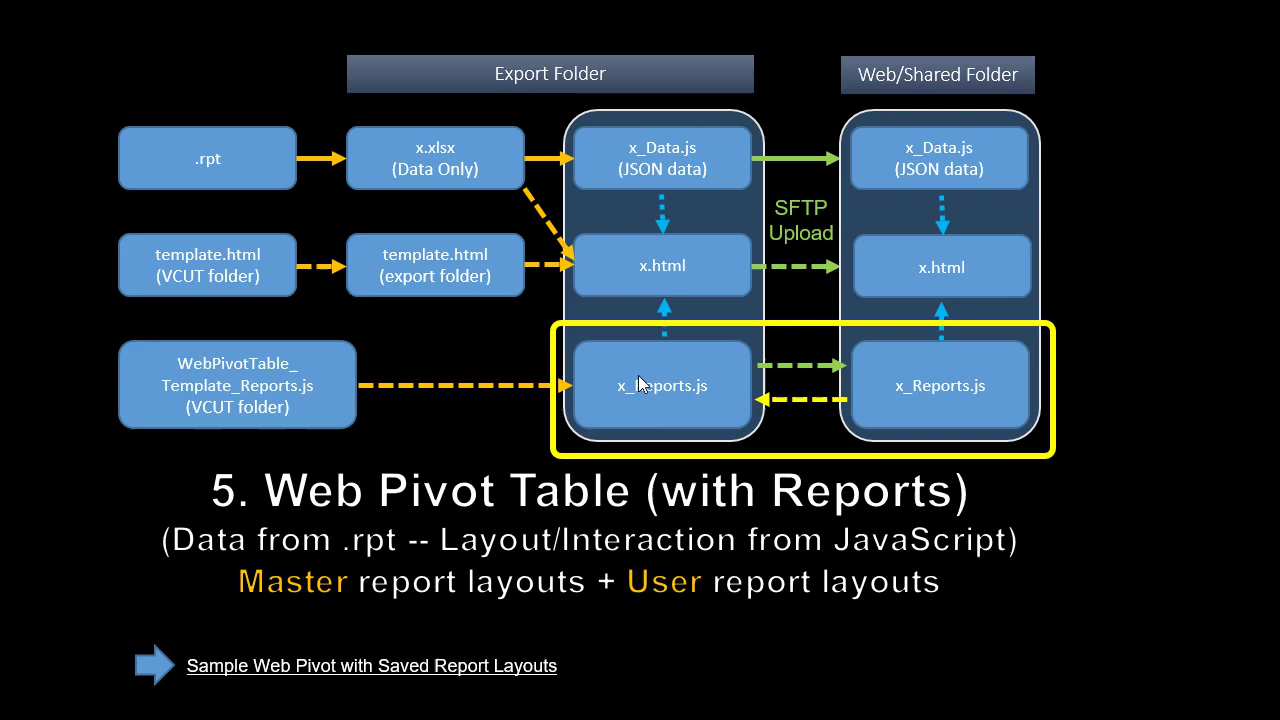 Export Folder
Web/Shared Folder
.rpt
x.xlsx
(Data Only)
x_Data.js
(JSON data)
x_Data.js
(JSON data)
SFTP
Upload
template.html
(VCUT folder)
template.html
(export folder)
x.html
x.html
WebPivotTable_
Template_Reports.js
(VCUT folder)
x_Reports.js
x_Reports.js
5. Web Pivot Table (with Reports)
(Data from .rpt -- Layout/Interaction from JavaScript)
Master report layouts + User report layouts
Sample Web Pivot with Saved Report Layouts